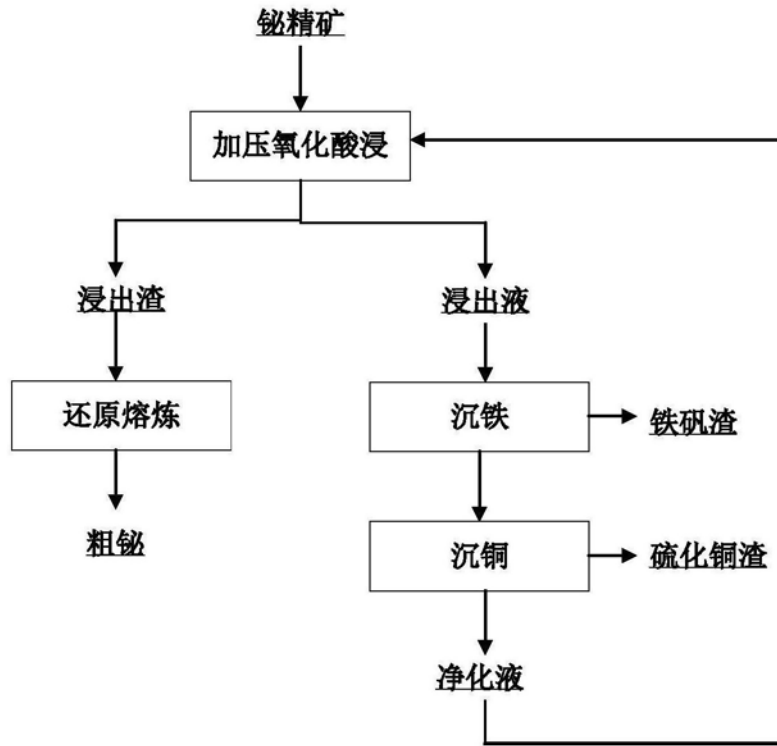 铋精矿
加压氧化酸浸
浸出渣
浸出液
还原熔炼
沉铁
铁矾渣
粗铋
沉铜
硫化铜渣
净化液